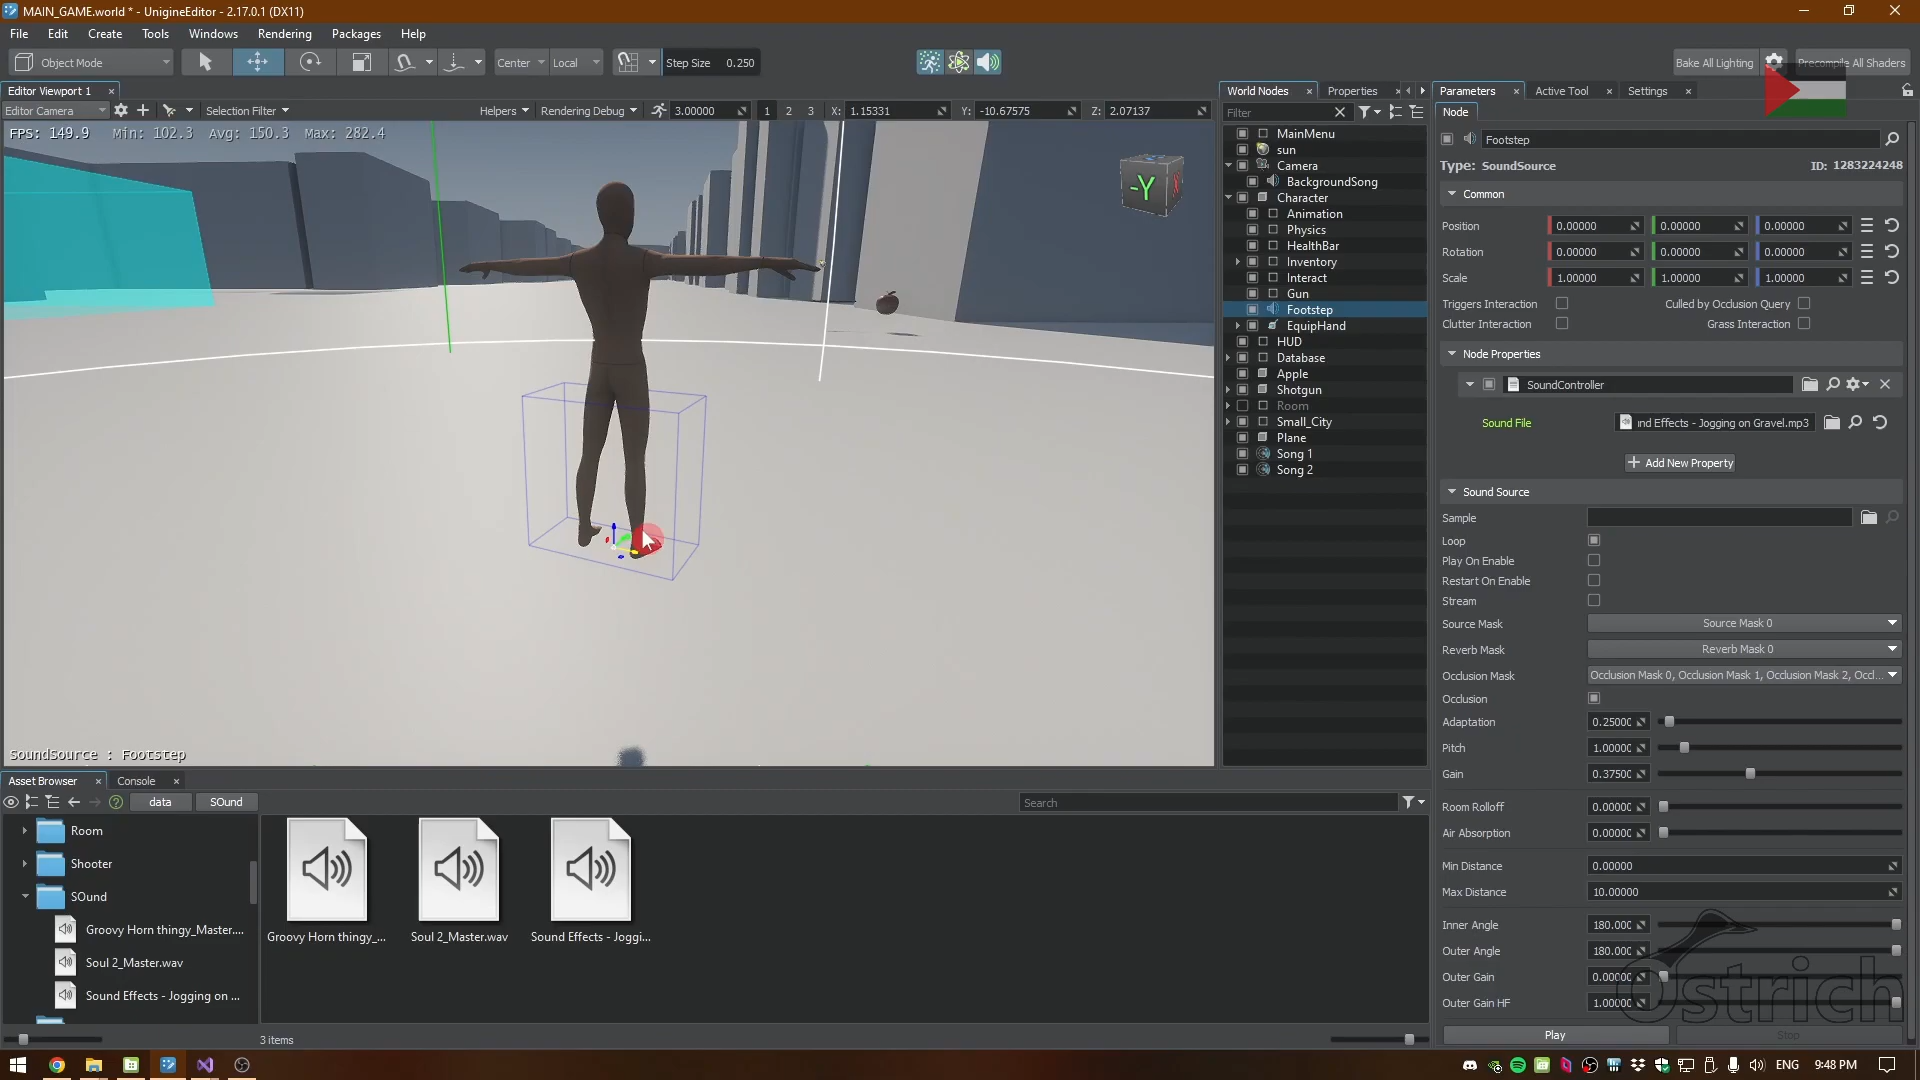 MAIN_GAME.world * - UnigineEditor - 2.17.0.1 (DX11)
File Edit Create Tools Windows Rendering Packages Help
Object Mode Center Local Step Size 0.250 Bake All Lighting Precompile All Shaders
Editor Viewport 1
Editor Camera Selection Filter Helpers Rendering Debug 3.00000 1 2 3 X: 1.15331 Y: -10.67575 Z: 2.07137
FPS: 149.9 Min: 102.3 Avg: 150.3 Max: 282.4
-Y
SoundSource : Footstep
World Nodes Properties
Filter
MainMenu
sun
Camera
BackgroundSong
Character
Animation
Physics
HealthBar
Inventory
Interact
Gun
Footstep
EquipHand
HUD
Database
Apple
Shotgun
Room
Small_City
Plane
Song 1
Song 2
Parameters Active Tool Settings
Node
Footstep
Type: SoundSource ID: 1283224248
Common
Position 0.00000 0.00000 0.00000
Rotation 0.00000 0.00000 0.00000
Scale 1.00000 1.00000 1.00000
Triggers Interaction Culled by Occlusion Query
Clutter Interaction Grass Interaction
Node Properties
SoundController
Sound File Effects - Jogging on Gravel.mp3
Add New Property
Sound Source
Sample
Loop
Play On Enable
Restart On Enable
Stream
Source Mask Source Mask 0
Reverb Mask Reverb Mask 0
Occlusion Mask Occlusion Mask 0, Occlusion Mask 1, Occlusion Mask 2, Occl...
Occlusion
Adaptation 0.2500
Pitch 1.0000
Gain 0.3750
Room Rolloff 0.0000
Air Absorption 0.0000
Min Distance 0.00000
Max Distance 10.00000
Inner Angle 180.00
Outer Angle 180.00
Outer Gain 0.0000
Outer Gain HF 1.0000
Play Stop
Ostrich
Asset Browser Console
data SOund Search
Room
Shooter
SOund
Groovy Horn thingy_Master....
Soul 2_Master.wav
Sound Effects - Jogging on ...
Groovy Horn thingy_... Soul 2_Master.wav Sound Effects - Joggi...
3 items
ENG 9:48 PM